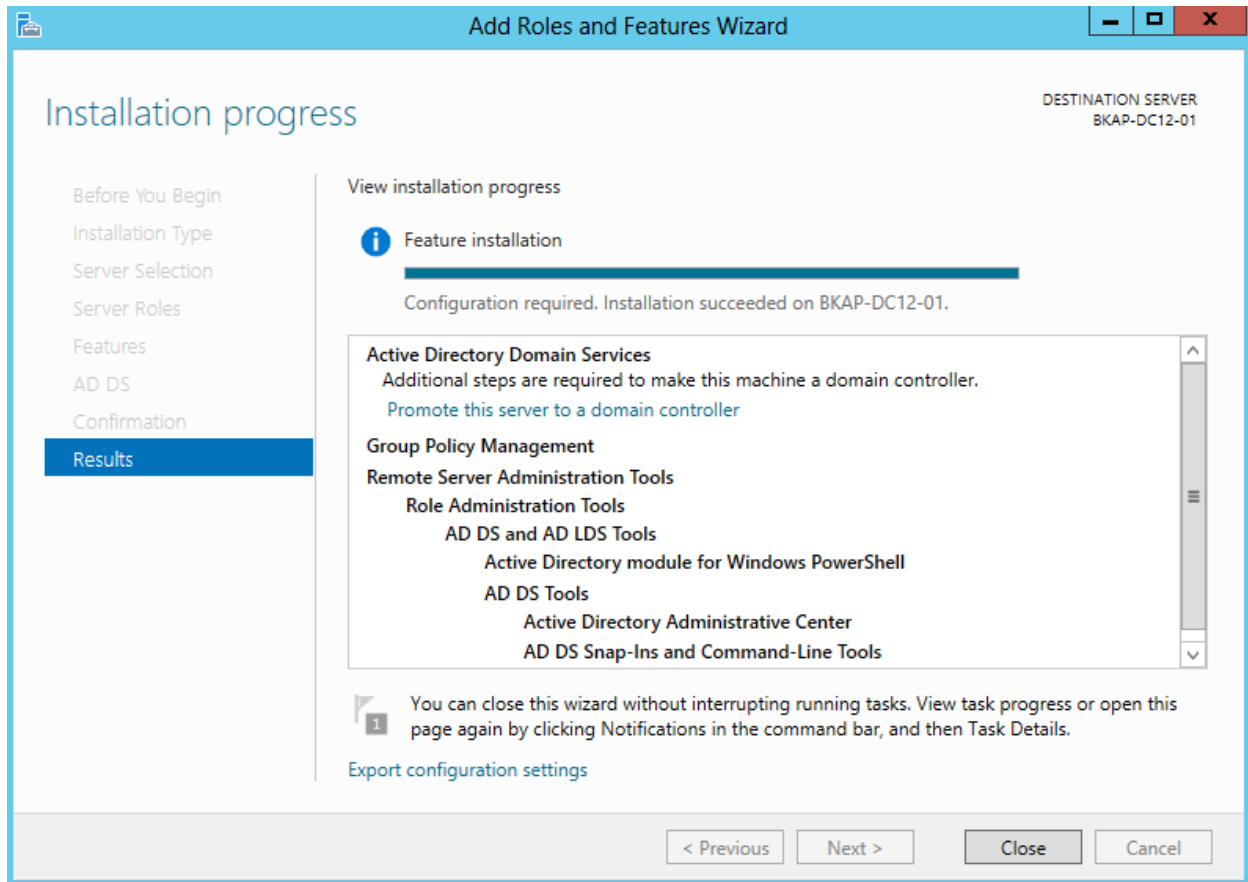 Add Roles and Features Wizard
Installation progress
DESTINATION SERVER
BKAP-DC12-01
Before You Begin
Installation Type
Server Selection
Server Roles
Features
AD DS
Confirmation
Results
View installation progress
Feature installation
Configuration required. Installation succeeded on BKAP-DC12-01.
Active Directory Domain Services
Additional steps are required to make this machine a domain controller.
Promote this server to a domain controller
Group Policy Management
Remote Server Administration Tools
Role Administration Tools
AD DS and AD LDS Tools
Active Directory module for Windows PowerShell
AD DS Tools
Active Directory Administrative Center
AD DS Snap-Ins and Command-Line Tools
1
You can close this wizard without interrupting running tasks. View task progress or open this
page again by clicking Notifications in the command bar, and then Task Details.
Export configuration settings
< Previous
Next >
Close
Cancel